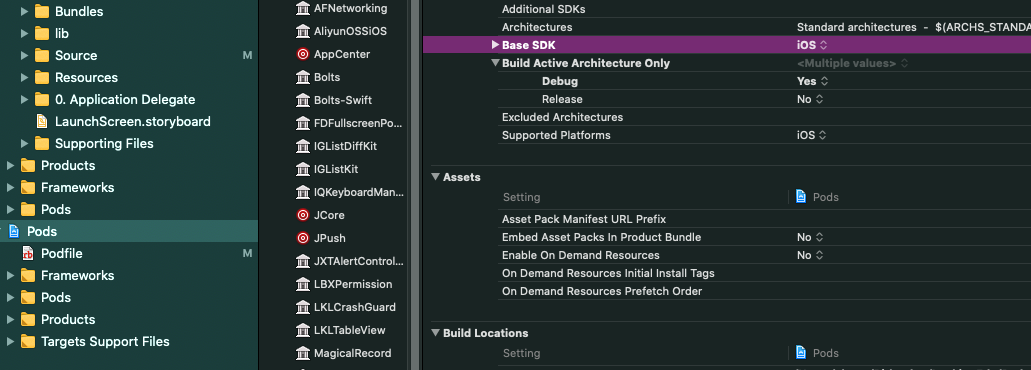 Bundles
lib
Source M
Resources
0. Application Delegate
LaunchScreen.storyboard
Supporting Files
Products
Frameworks
Pods
Pods
Podfile M
Frameworks
Pods
Products
Targets Support Files
AFNetworking
AliyunOSSiOS
AppCenter
Bolts
Bolts-Swift
FDFullscreenPo...
IGListDiffKit
IGListKit
IQKeyboardMan...
JCore
JPush
JXTAlertControl...
LBXPermission
LKLCrashGuard
LKLTableView
MagicalRecord
Additional SDKs
Architectures Standard architectures - $(ARCHS_STANDA
Base SDK iOS
Build Active Architecture Only <Multiple values>
Debug Yes
Release No
Excluded Architectures
Supported Platforms iOS
Assets
Setting Pods
Asset Pack Manifest URL Prefix
Embed Asset Packs In Product Bundle No
Enable On Demand Resources No
On Demand Resources Initial Install Tags
On Demand Resources Prefetch Order
Build Locations
Setting Pods